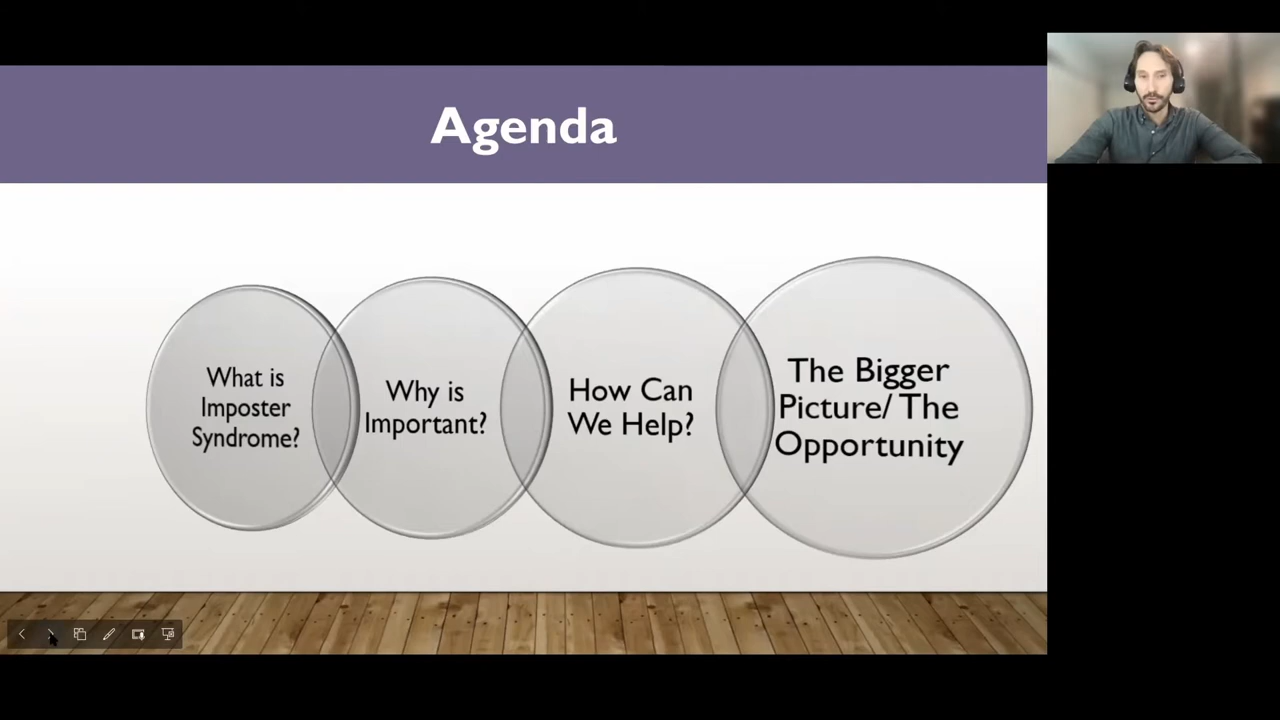 Agenda
What is
Imposter
Syndrome?
Why is
Important?
How Can
We Help?
The Bigger
Picture/ The
Opportunity